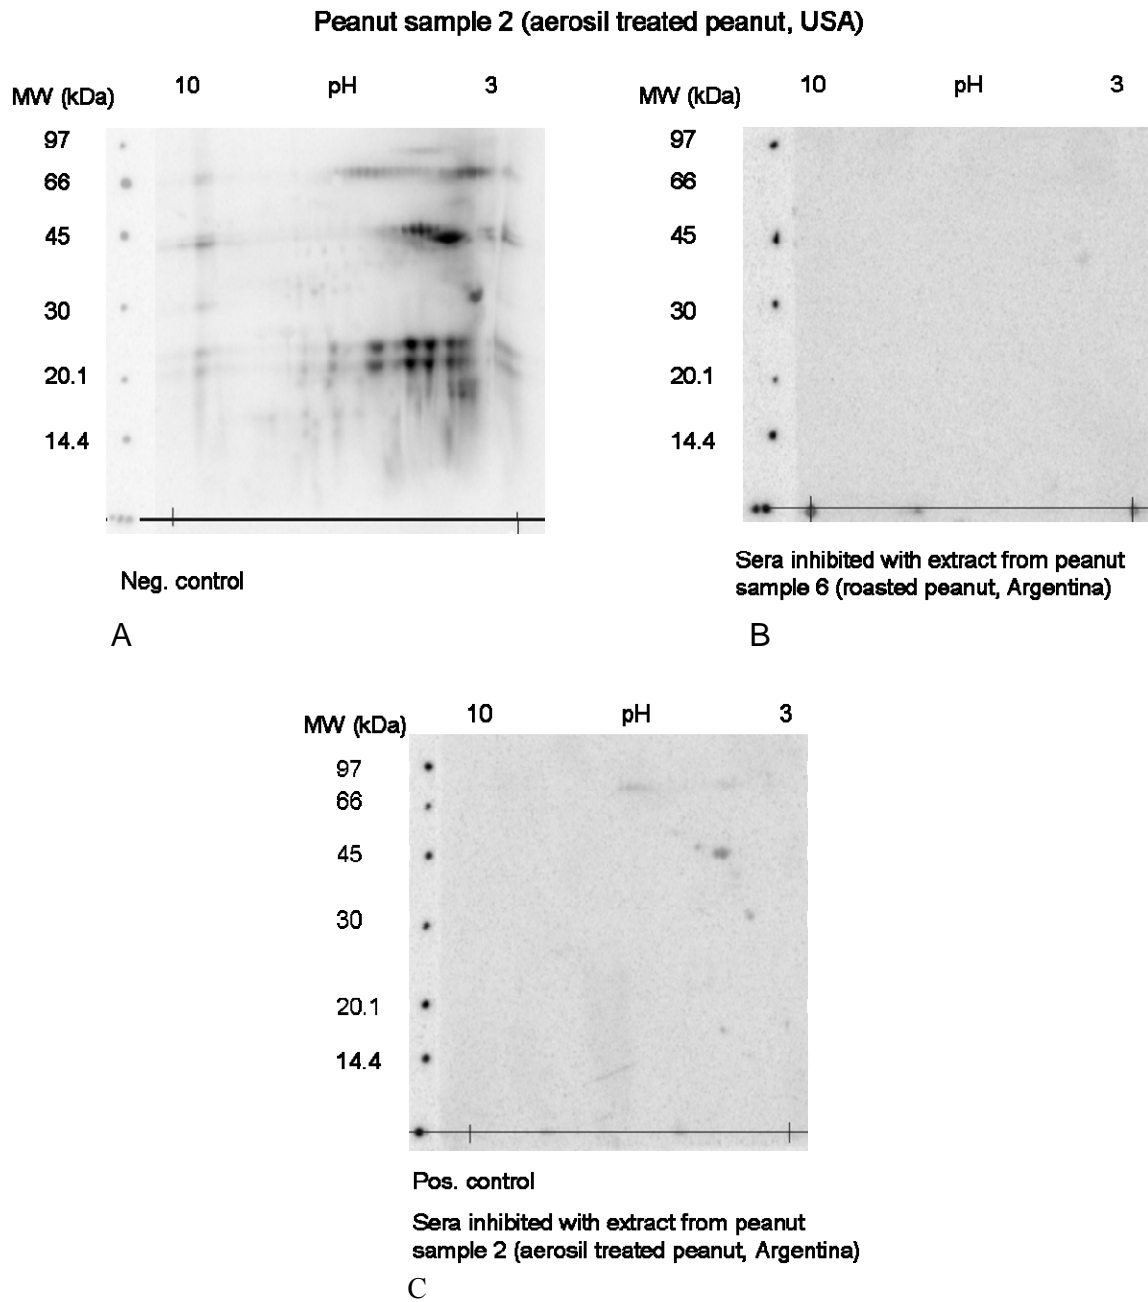 Peanut sample 2 (aerosil treated peanut, USA)
MW (kDa) 10 pH 3
97
66
45
30
20.1
14.4
Neg. control
A
MW (kDa) 10 pH 3
97
66
45
30
20.1
14.4
Sera inhibited with extract from peanut
sample 6 (roasted peanut, Argentina)
B
MW (kDa) 10 pH 3
97
66
45
30
20.1
14.4
Pos. control
Sera inhibited with extract from peanut
sample 2 (aerosil treated peanut, Argentina)
C